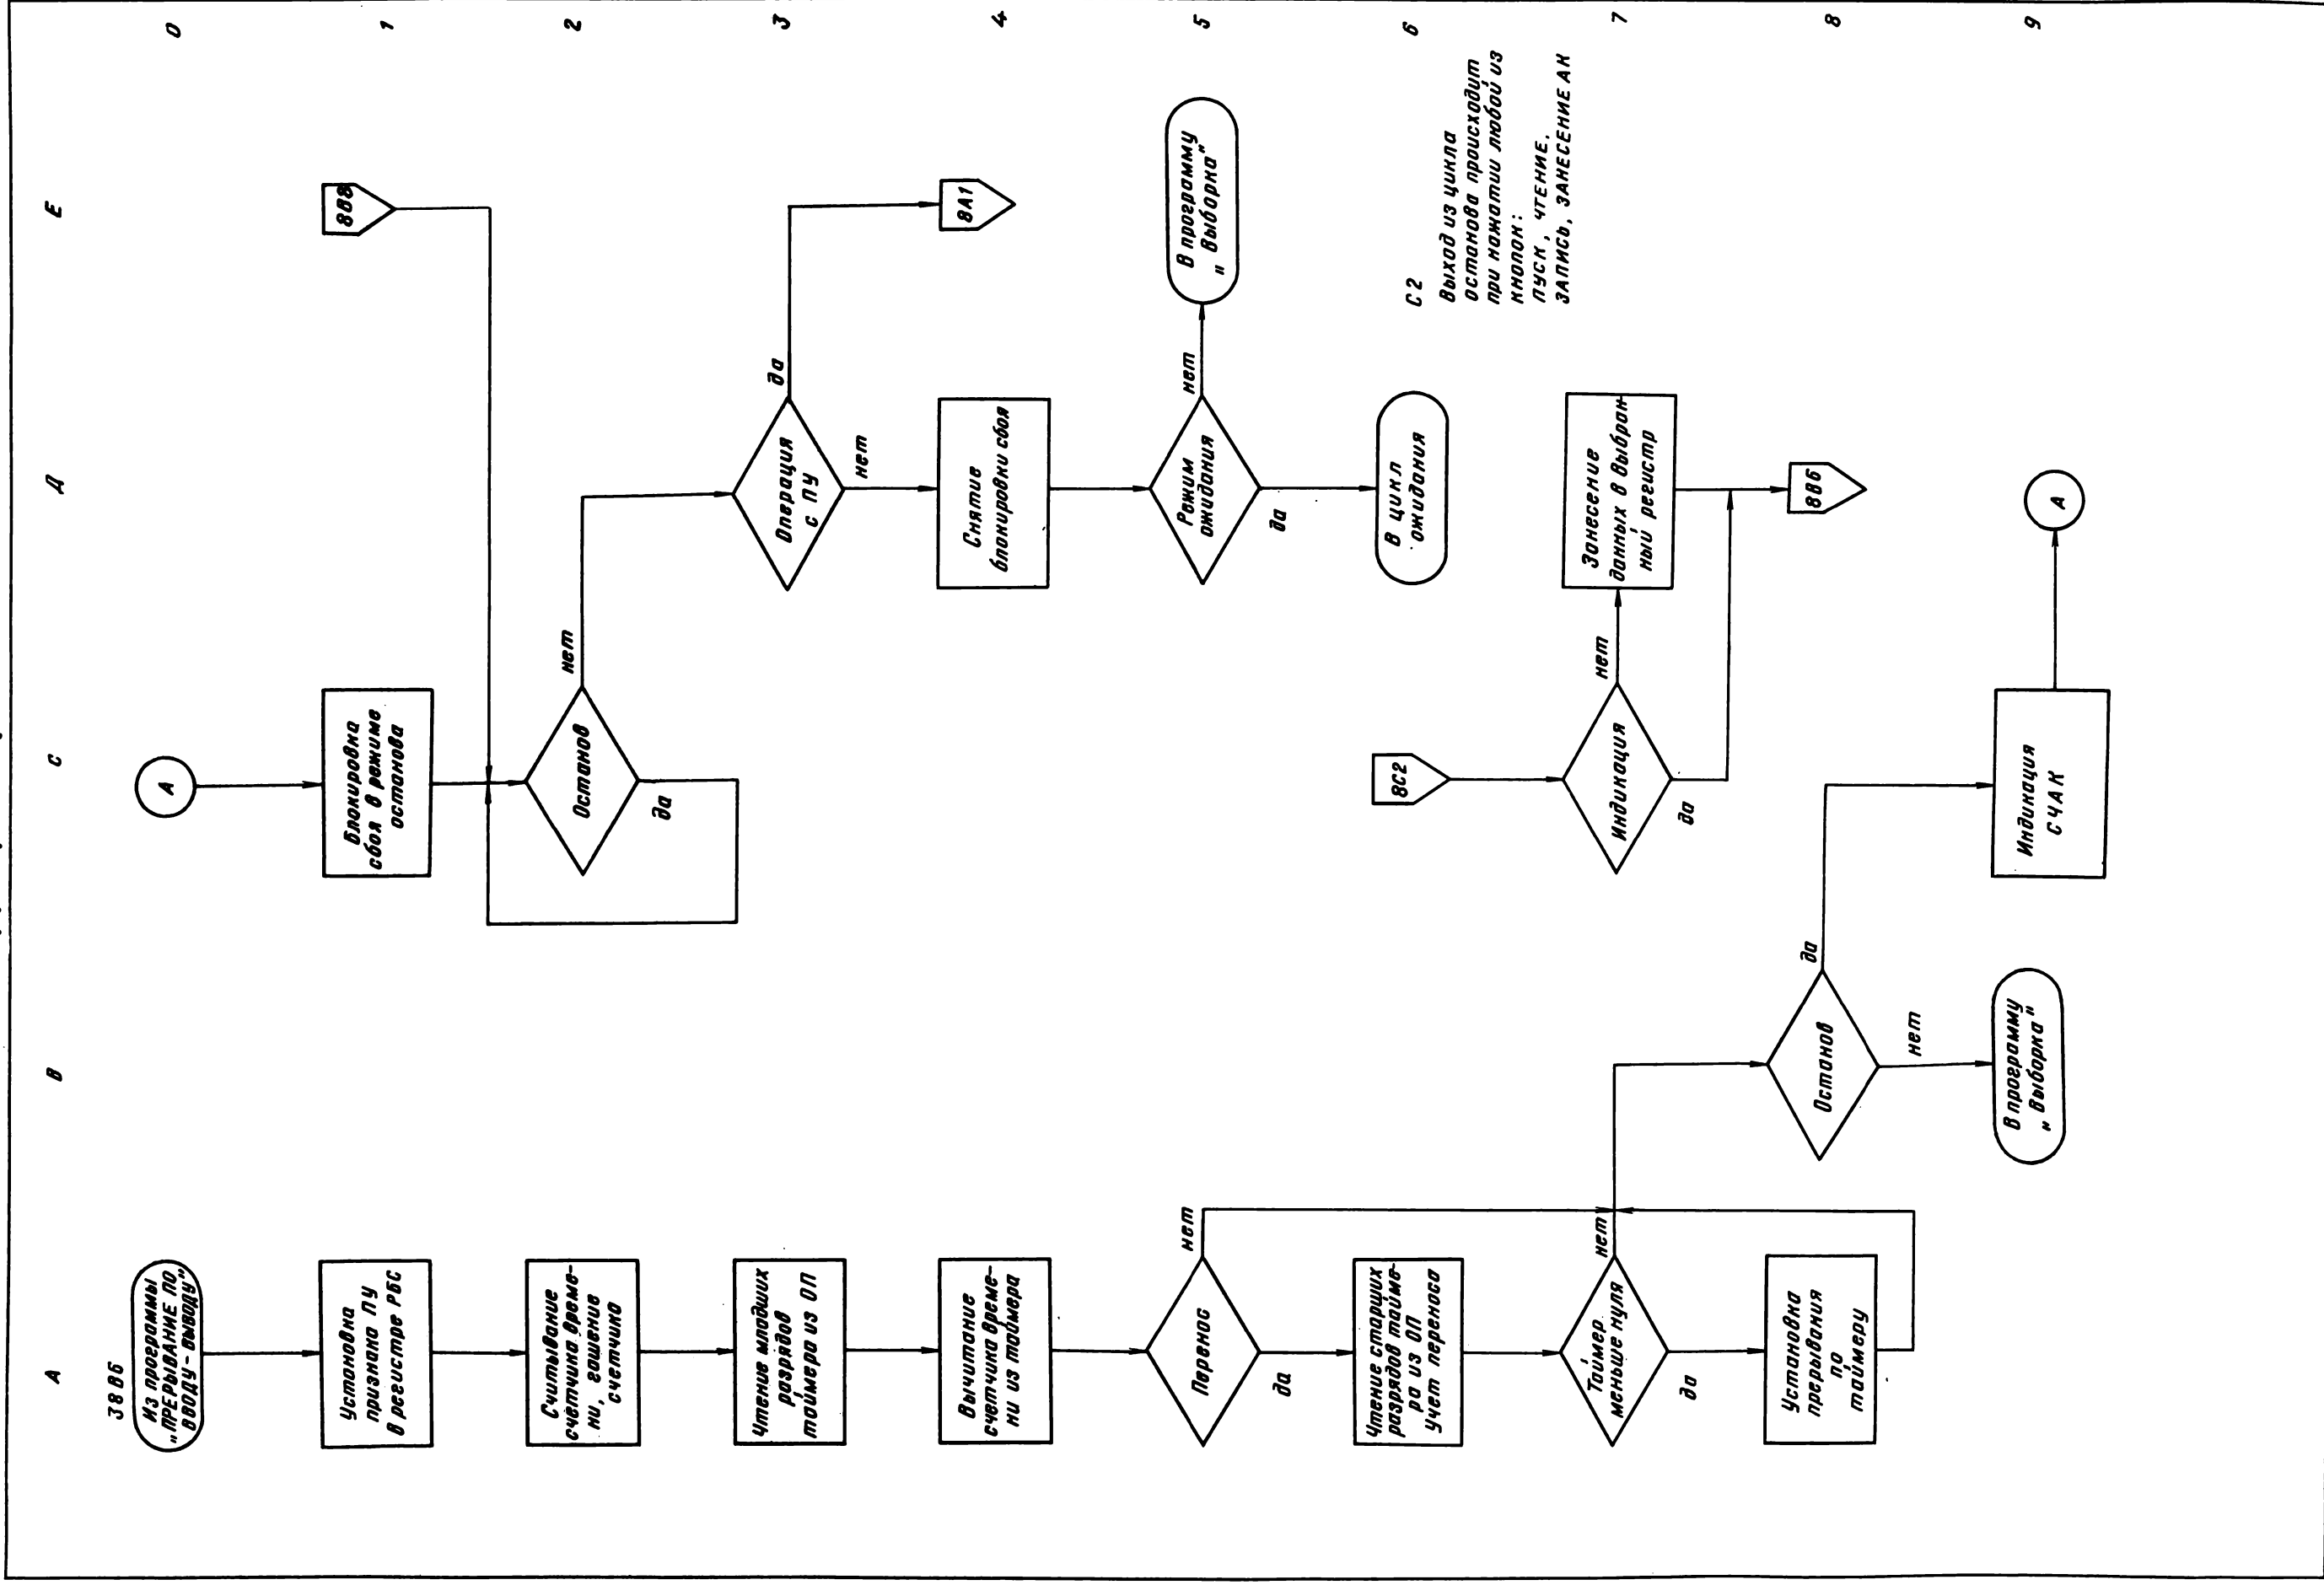 А
В
С
Д
Е
0
1
2
3
4
5
6
7
8
9
38В6
Из программы
„ПРЕРЫВАНИЕ ПО
ВВОДУ-ВЫВОДУ"
Установка
признака ПУ
в регистре РБС
Считывание
счетчика време-
ни, гашение
счетчика
Чтение младших
разрядов
таймера из ОП
Вычитание
счетчика време-
ни из таймера
Перенос
нет
да
Чтение старших
разрядов тайме-
ра из ОП
Учет переноса
Таймер
меньше нуля
нет
да
Установка
прерывания
по
таймеру
Останов
да
нет
В программу
„Выборка"
А
Блокировка
сбоя в режиме
останова
Останов
нет
да
8С2
Индикация
нет
да
Индикация
СЧАК
А
Операция
с ПУ
да
нет
Снятие
блокировки сбоя
Режим
ожидания
нет
да
В цикл
ожидания
Занесение
данных в выбран
ный регистр
8В6
8В8
8А1
В программу
„Выборка"
С2
Выход из цикла
останова происходит
при нажатии любой из
кнопок:
ПУСК, ЧТЕНИЕ.
ЗАПИСЬ, ЗАНЕСЕНИЕ АК